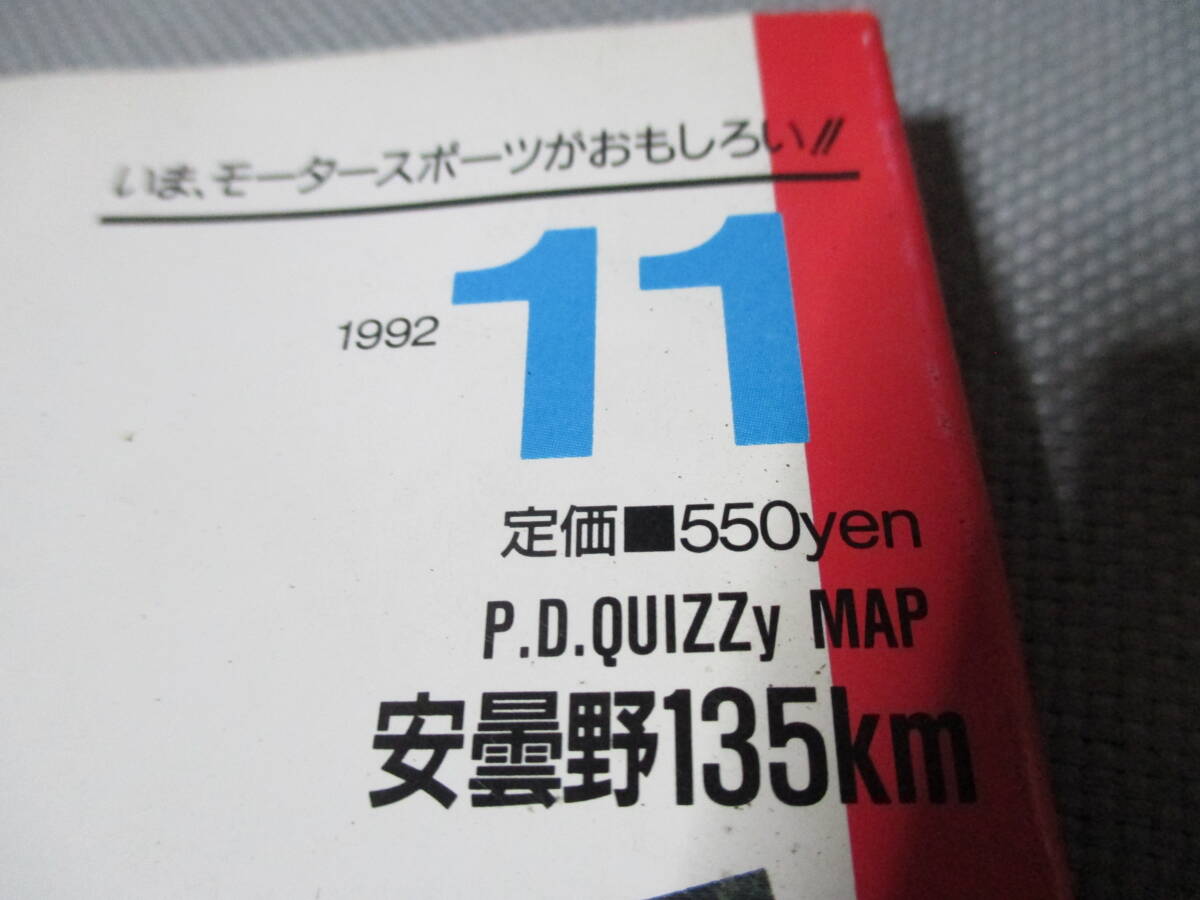 いま、モータースポーツがおもしろい!!
1992 11
定価■550yen
P.D.QUIZZy MAP
安曇野135km